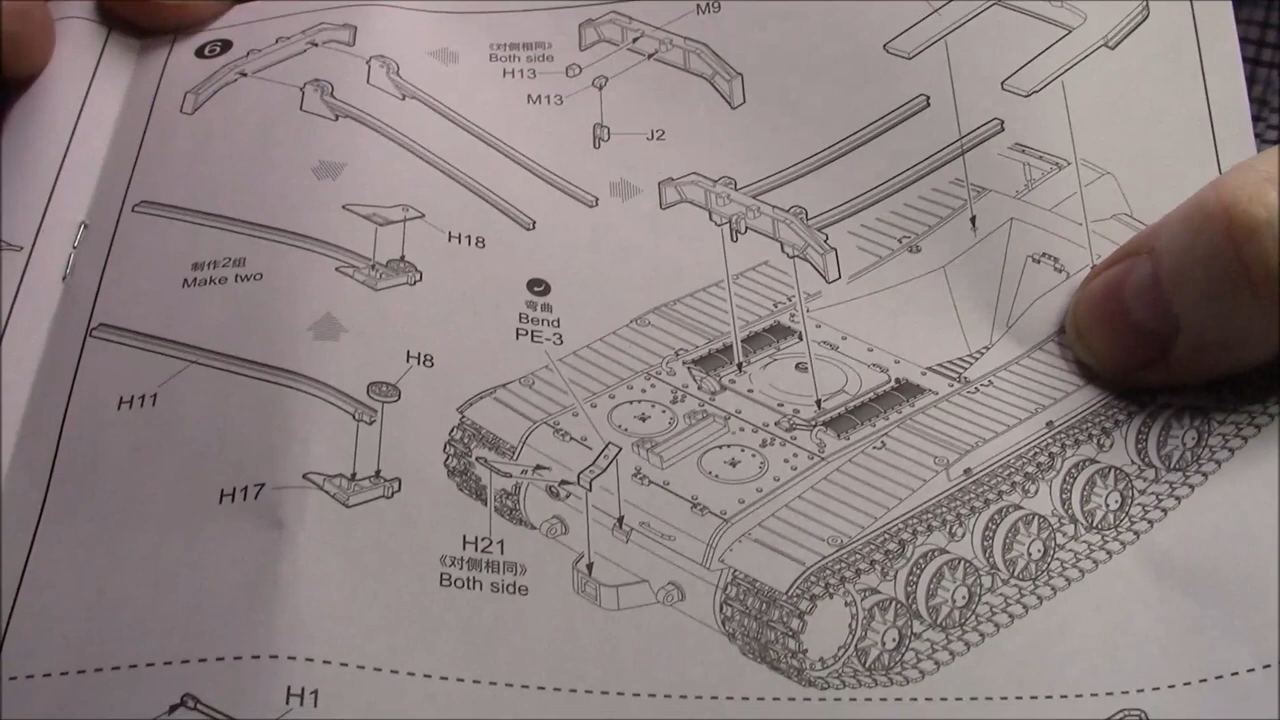 6
M9
《对侧相同》
Both side
H13
M13
J2
H18
制作2组
Make two
弯曲
Bend
PE-3
H8
H11
H17
H21
《对侧相同》
Both side
H1